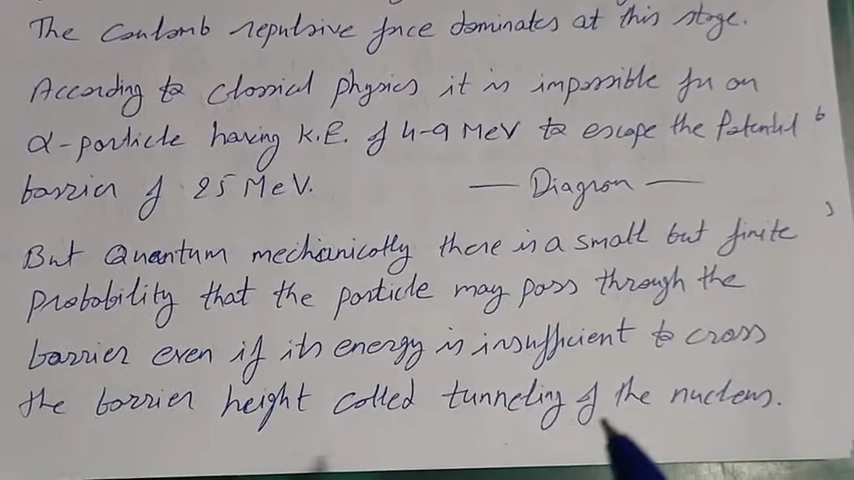 The Coulomb repulsive force dominates at this stage.
According to classical physics it is impossible for an
α-particle having K.E. of 4-9 MeV to escape the Potential
barrier of 25 MeV. — Diagram —
But Quantum mechanically there is a small but finite
Probability that the particle may pass through the
barrier even if its energy is insufficient to cross
the barrier height called tunneling of the nucleus.